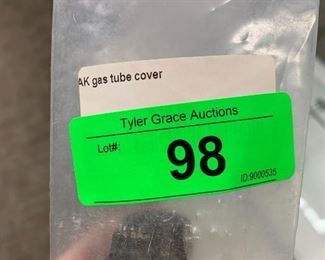 AK gas tube cover
Tyler Grace Auctions
Lot#:
98
ID:9000535